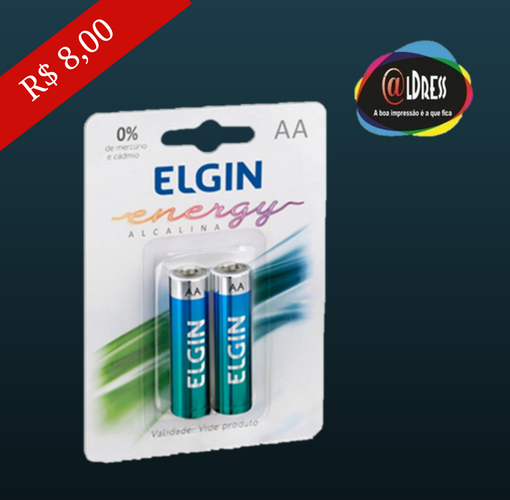 R$ 8,00
@LDRESS
A boa impressão é a que fica
0%
de mercúrio
e cádmio
AA
ELGIN
energy
ALCALINA
AA
AA
ELGIN
ELGIN
Validade: Vide produto